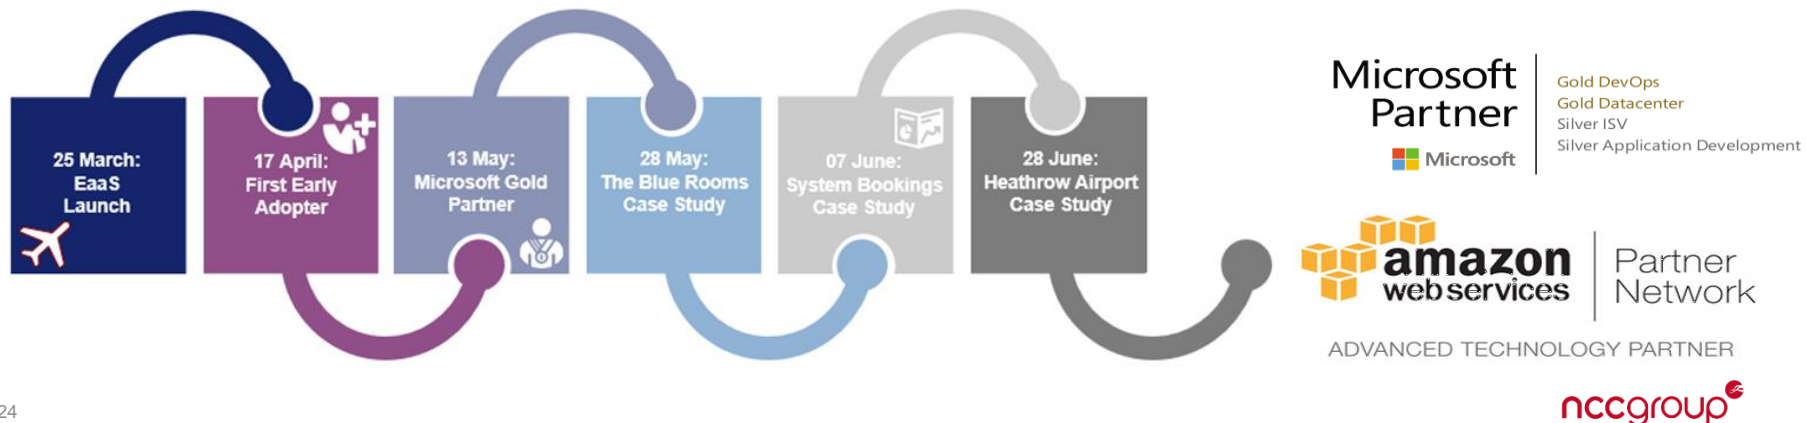 25 March:
EaaS
Launch
17 April:
First Early
Adopter
13 May:
Microsoft Gold
Partner
28 May:
The Blue Rooms
Case Study
07 June:
System Bookings
Case Study
28 June:
Heathrow Airport
Case Study
Microsoft
Partner
Microsoft
Gold DevOps
Gold Datacenter
Silver ISV
Silver Application Development
amazon
web services
Partner
Network
ADVANCED TECHNOLOGY PARTNER
24
nccgroup